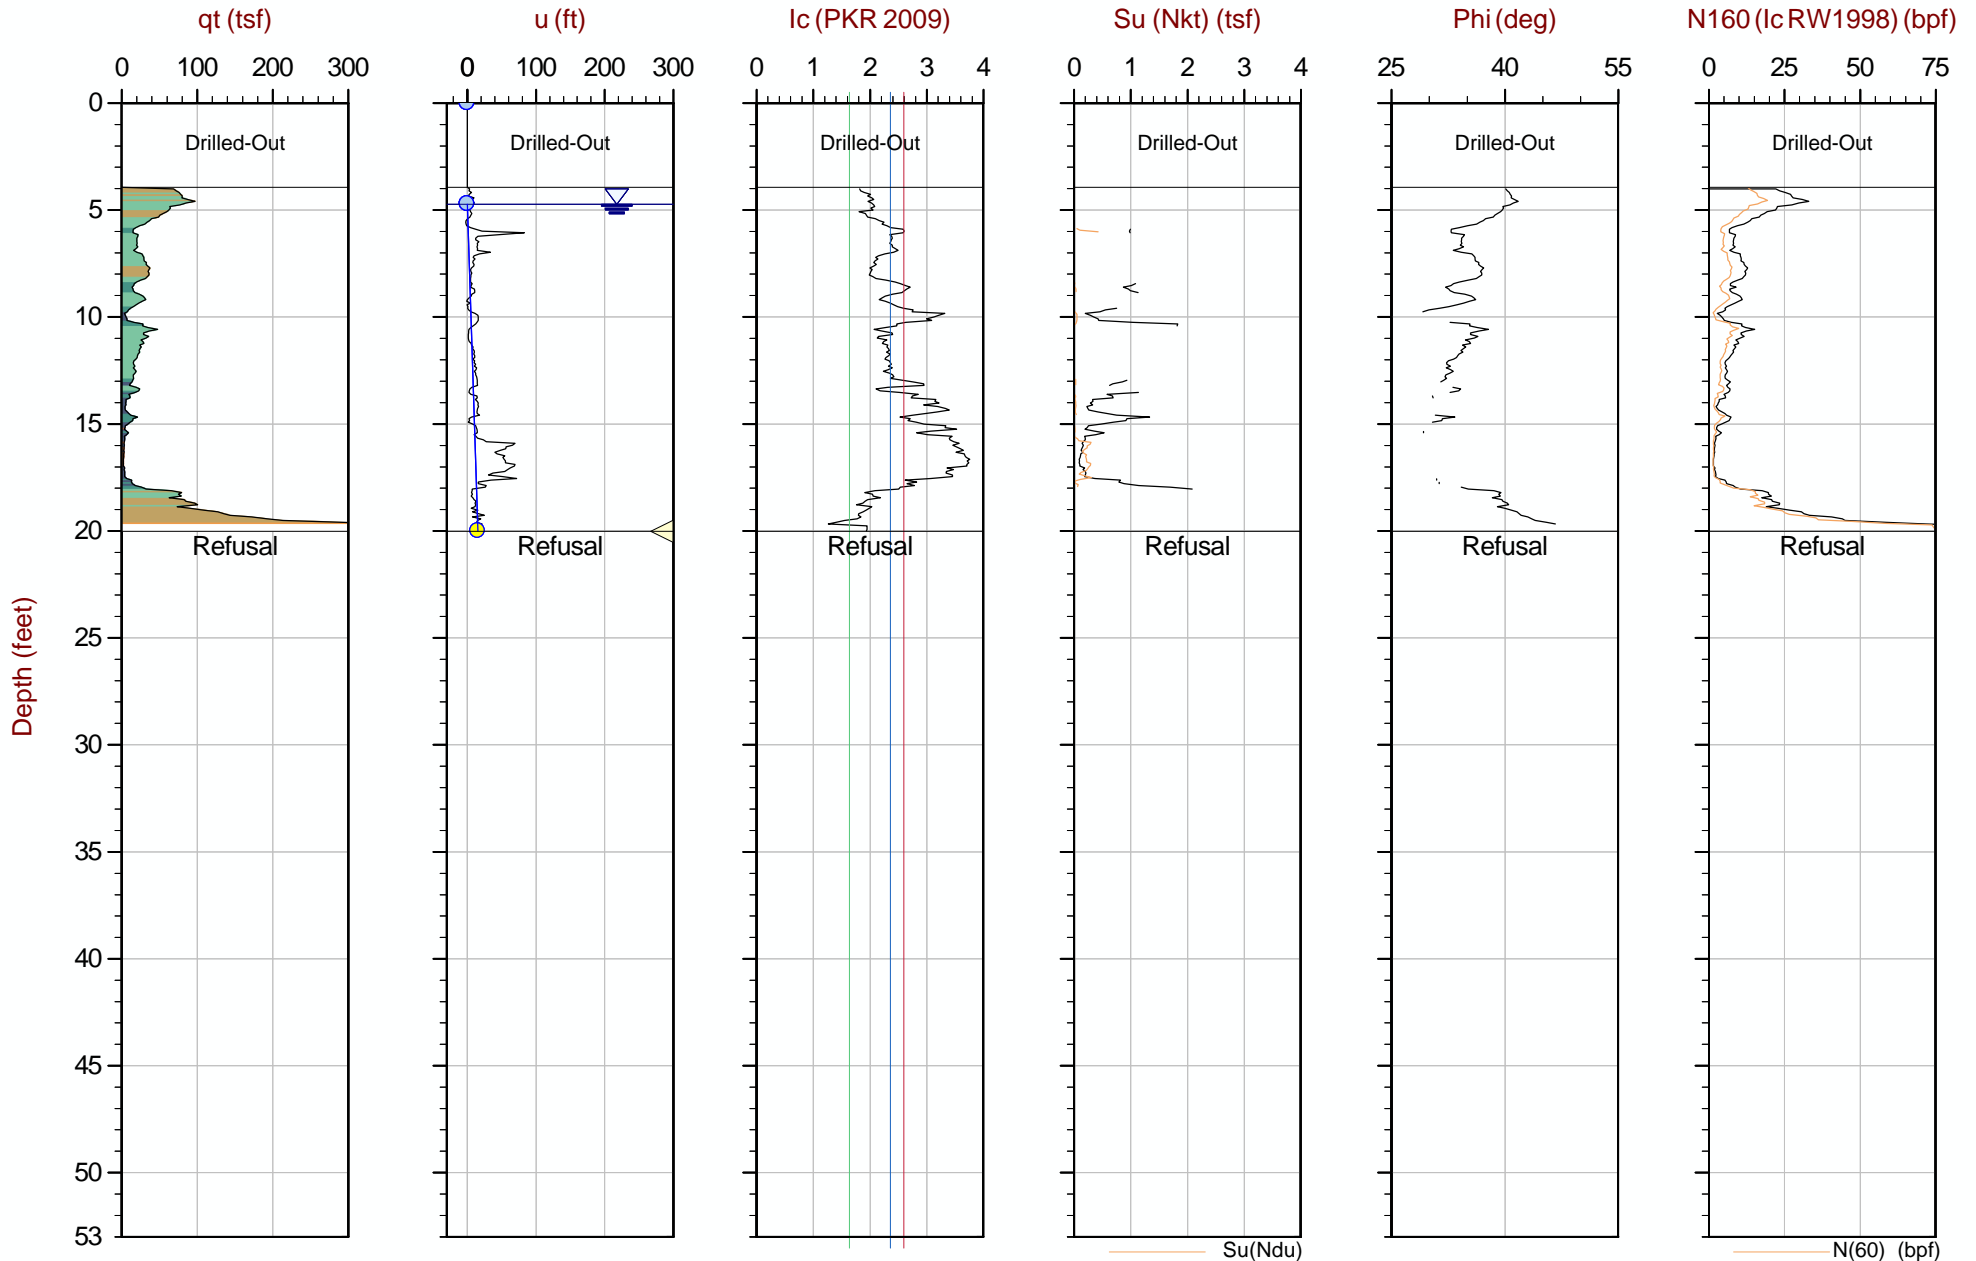 qt (tsf)
u (ft)
Ic (PKR 2009)
Su (Nkt) (tsf)
Phi (deg)
N160 (Ic RW1998) (bpf)
0 100 200 300
0 100 200 300
0 1 2 3 4
0 1 2 3 4
25 40 55
0 25 50 75
0
Drilled-Out
Drilled-Out
Drilled-Out
Drilled-Out
Drilled-Out
Drilled-Out
5
10
15
20
Refusal
Refusal
Refusal
Refusal
Refusal
Refusal
25
30
35
40
45
50
53
Depth (feet)
Su(Ndu)
N(60) (bpf)